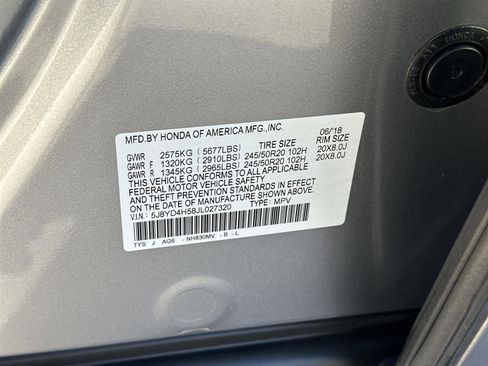 MFD.BY HONDA OF AMERICA MFG.,INC.
06/18
TIRE SIZE RIM SIZE
GVWR 2575KG ( 5677LBS)
GAWR F 1320KG (2910LBS) 245/50R20 102H 20X8.0J
GAWR R 1345KG (2965LBS) 245/50R20 102H 20X8.0J
THIS VEHICLE CONFORMS TO ALL APPLICABLE
FEDERAL MOTOR VEHICLE SAFETY, BUMPER, AND
THEFT PREVENTION STANDARDS IN EFFECT
ON THE DATE OF MANUFACTURE SHOWN ABOVE.
V.I.N.: 5J8YD4H58JL027320 TYPE: MPV
TYS J AG6 - NH830MV - B - L
HONDA